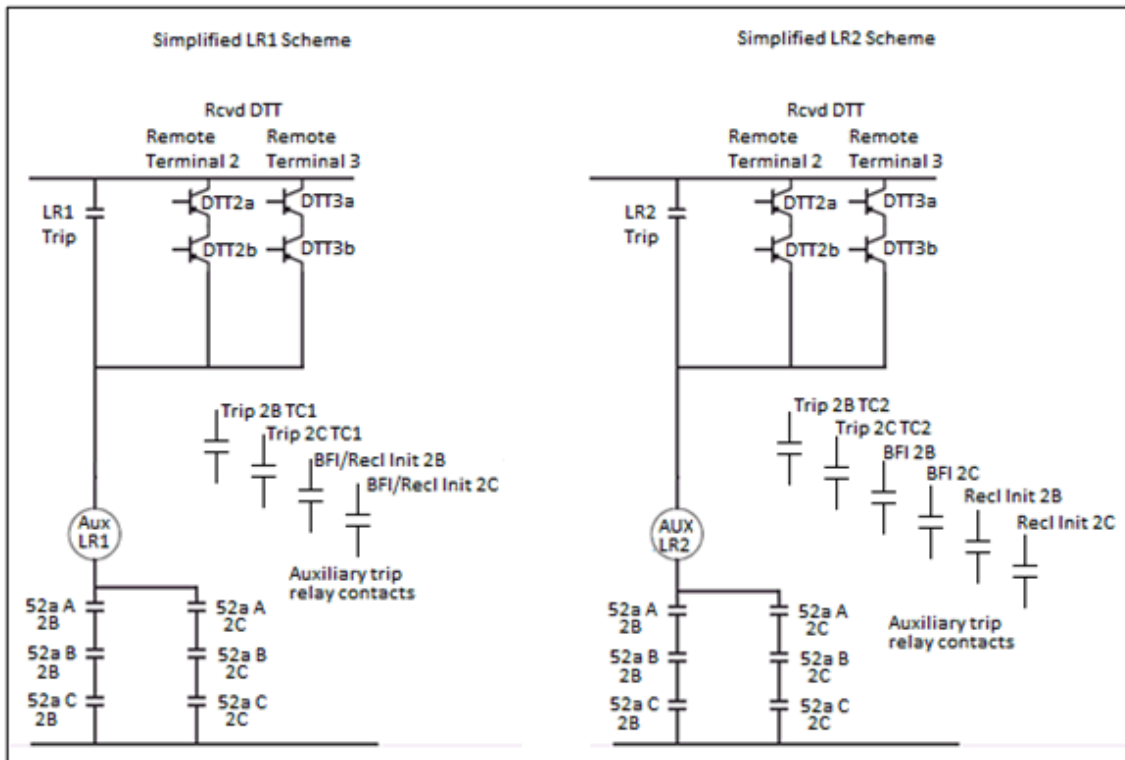 Simplified LR1 Scheme
Rcvd DTT
Remote Terminal 2
Remote Terminal 3
LR1
Trip
DTT2a
DTT3a
DTT2b
DTT3b
Trip 2B TC1
Trip 2C TC1
BFI/Recl Init 2B
BFI/Recl Init 2C
Aux
LR1
Auxiliary trip
relay contacts
52a A
2B
52a A
2C
52a B
2B
52a B
2C
52a C
2B
52a C
2C
Simplified LR2 Scheme
Rcvd DTT
Remote Terminal 2
Remote Terminal 3
LR2
Trip
DTT2a
DTT3a
DTT2b
DTT3b
Trip 2B TC2
Trip 2C TC2
BFI 2B
BFI 2C
Recl Init 2B
Recl Init 2C
AUX
LR2
Auxiliary trip
relay contacts
52a A
2B
52a A
2C
52a B
2B
52a B
2C
52a C
2B
52a C
2C